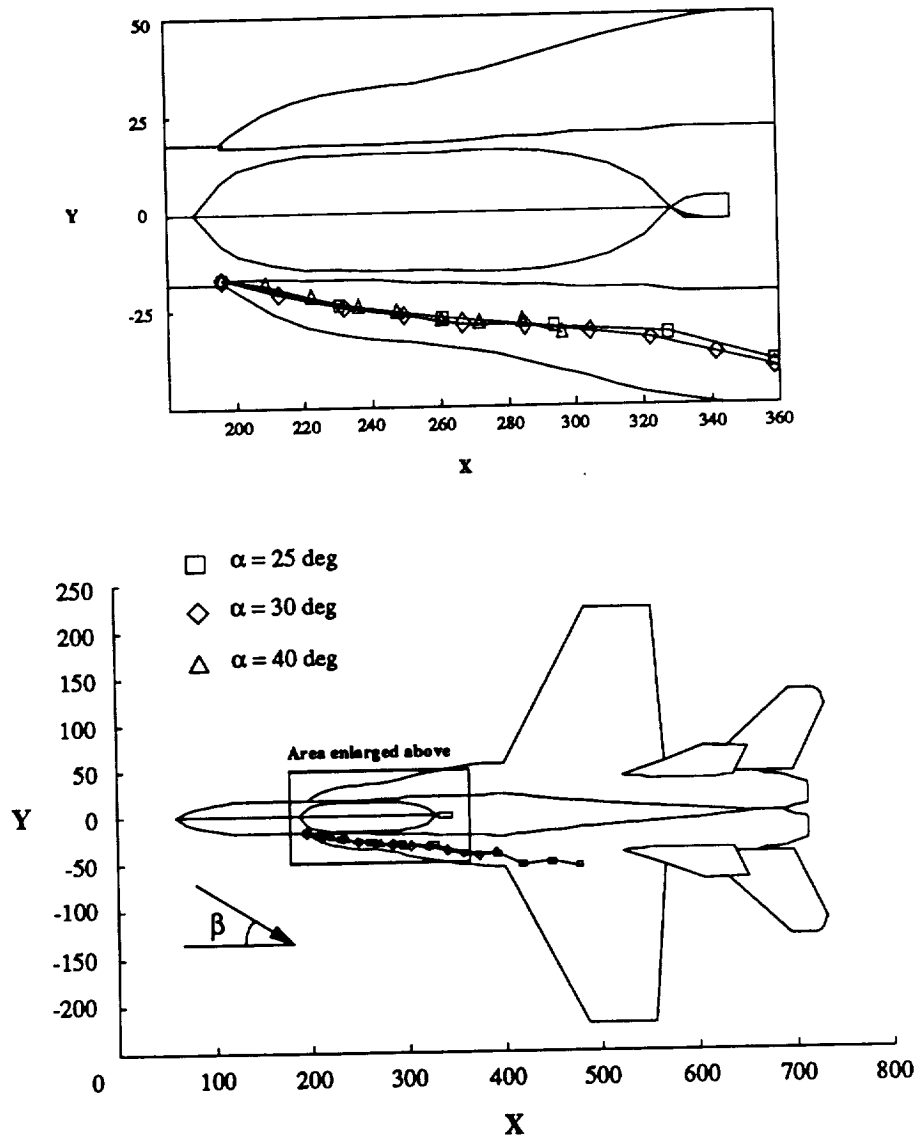 50
25
Y
0
-25
200 220 240 260 280 300 320 340 360
X
α = 25 deg
α = 30 deg
α = 40 deg
250
200
150
100
50
Y
0
-50
-100
-150
-200
Area enlarged above
β
0 100 200 300 400 500 600 700 800
X